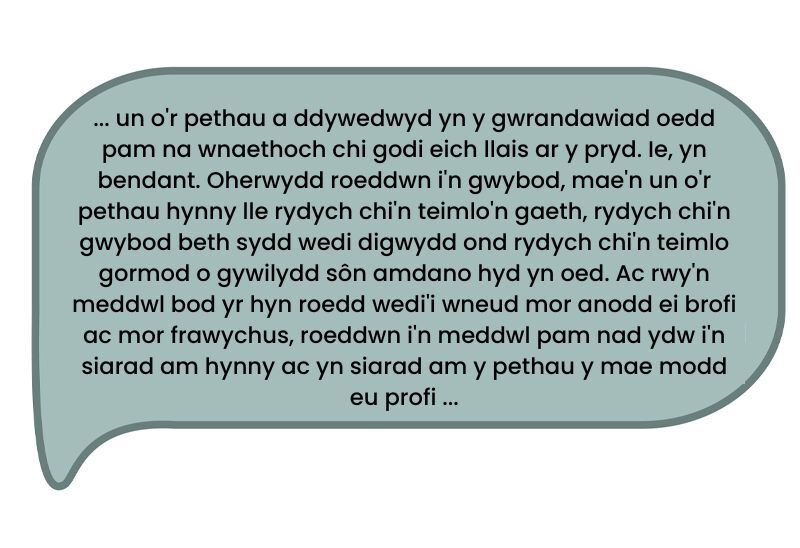 ... un o'r pethau a ddywedwyd yn y gwrandawiad oedd
pam na wnaethoch chi godi eich llais ar y pryd. Ie, yn
bendant. Oherwydd roeddwn i'n gwybod, mae'n un o'r
pethau hynny lle rydych chi'n teimlo'n gaeth, rydych chi'n
gwybod beth sydd wedi digwydd ond rydych chi'n teimlo
gormod o gywilydd sôn amdano hyd yn oed. Ac rwy'n
meddwl bod yr hyn roedd wedi'i wneud mor anodd ei brofi
ac mor frawychus, roeddwn i'n meddwl pam nad ydw i'n
siarad am hynny ac yn siarad am y pethau y mae modd
eu profi ...